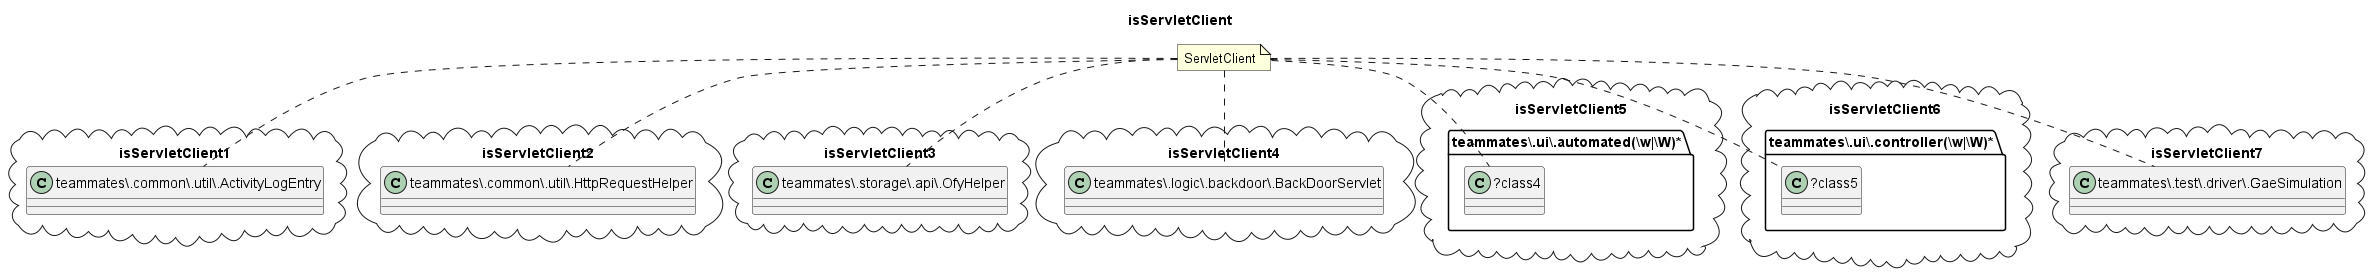 isServletClient
ServletClient
isServletClient1
C teammates\.common\.util\.ActivityLogEntry
isServletClient2
C teammates\.common\.util\.HttpRequestHelper
isServletClient3
C teammates\.storage\.api\.OfyHelper
isServletClient4
C teammates\.logic\.backdoor\.BackDoorServlet
isServletClient5
teammates\.ui\.automated(\w|\W)*
C ?class4
isServletClient6
teammates\.ui\.controller(\w|\W)*
C ?class5
isServletClient7
C teammates\.test\.driver\.GaeSimulation